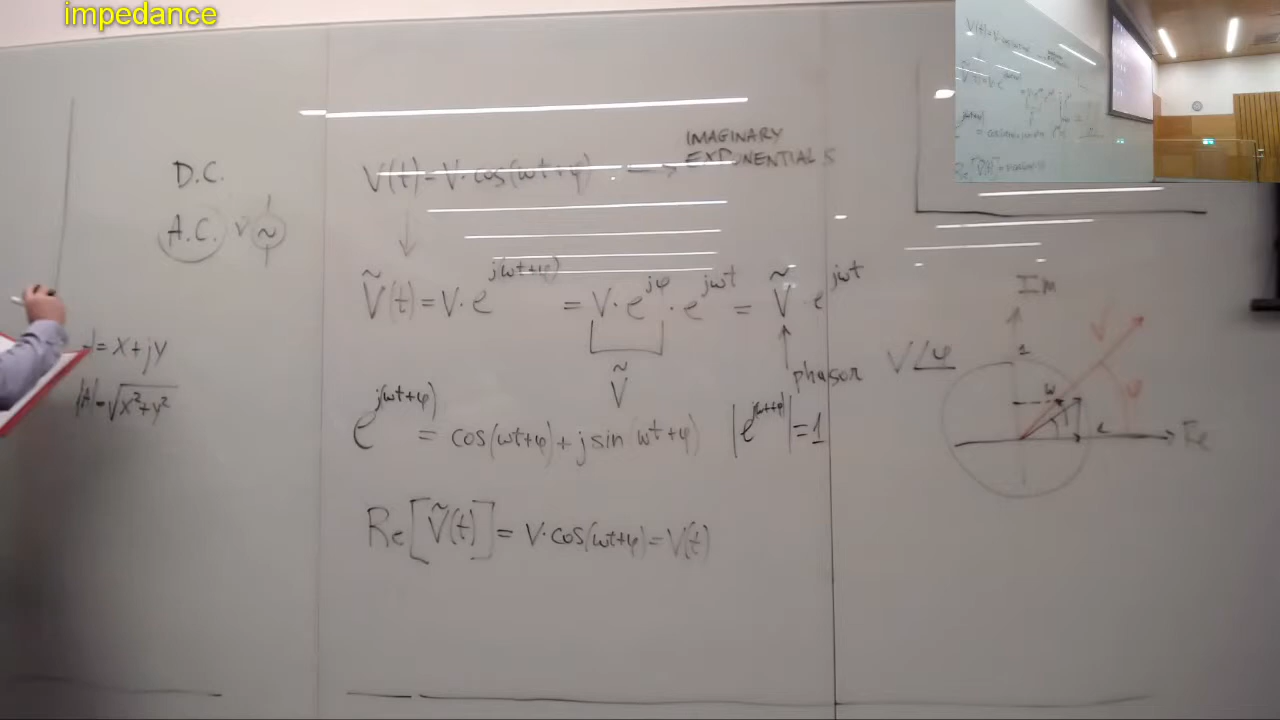 impedance
D.C.
A.C. V ~
= x + jy
|A| = √x²+y²
V(t) = V·cos(ωt+φ) → IMAGINARY EXPONENTIALS
Ṽ(t) = V·e^j(ωt+φ) = V·e^jφ · e^jωt = Ṽ · e^jωt
Ṽ
phasor
e^j(ωt+φ) = cos(ωt+φ) + j sin(ωt+φ) |e^j(ωt+φ)| = 1
Re[Ṽ(t)] = V·cos(ωt+φ) = V(t)
Im
V∠φ
1
V
φ
Re